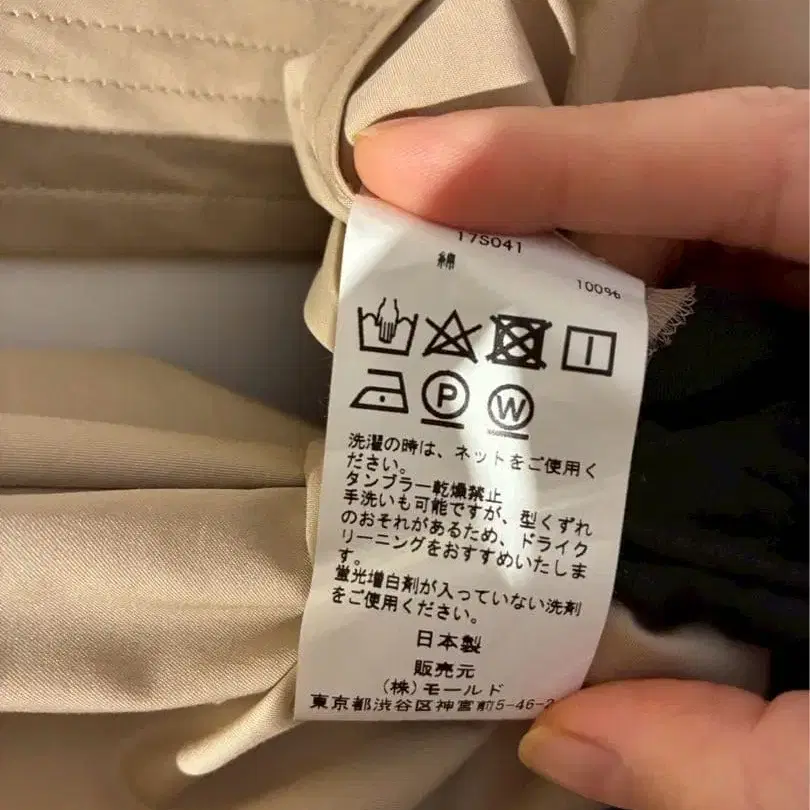 17S041
綿
100%
P W
洗濯の時は、ネットをご使用く
ださい。
タンブラー乾燥禁止
手洗いも可能ですが、型くずれ
のおそれがあるため、ドライク
リーニングをおすすめいたしま
す。
蛍光増白剤が入っていない洗剤
をご使用ください。
日本製
販売元
(株)モールド
東京都渋谷区神宮前5-46-2